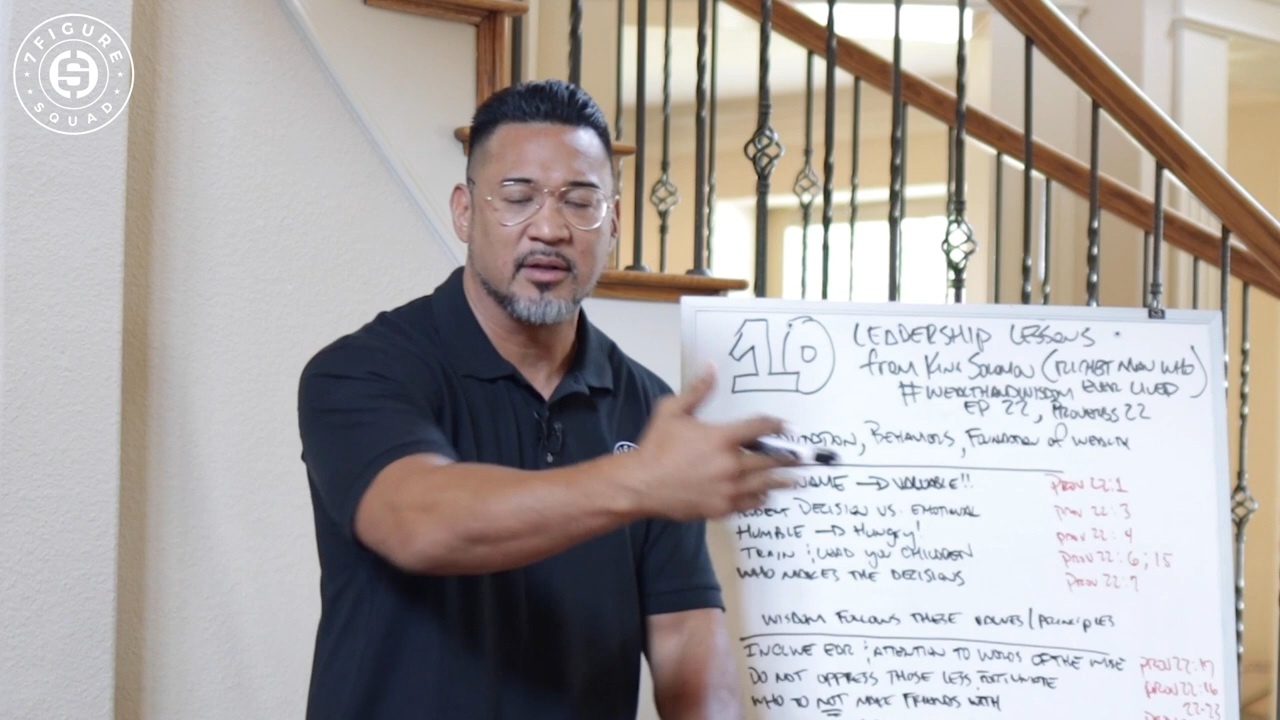 7FIGURE
SQUAD
10 LEADERSHIP LESSONS
from KING SOLOMON (RICHEST MAN WHO
#WEALTHANDWISDOM EVER LIVED)
EP 22, PROVERBS 22
, BEHAVIORS, FOUNDATION of WEALTH
NAME → VALUABLE!! PROV 22:1
DECISION VS. EMOTIONAL PROV 22:3
HUMBLE → HUNGRY! PROV 22:4
TRAIN & LEAD YOUR CHILDREN PROV 22:6;15
WHO MAKES THE DECISIONS PROV 22:7
WISDOM FOLLOWS THESE VALUES/PRINCIPLES
INCLINE EAR & ATTENTION TO WORDS OF THE WISE PROV 22:17
DO NOT OPPRESS THOSE LESS FORTUNATE PROV 22:16
22-23
WHO TO NOT MAKE FRIENDS WITH